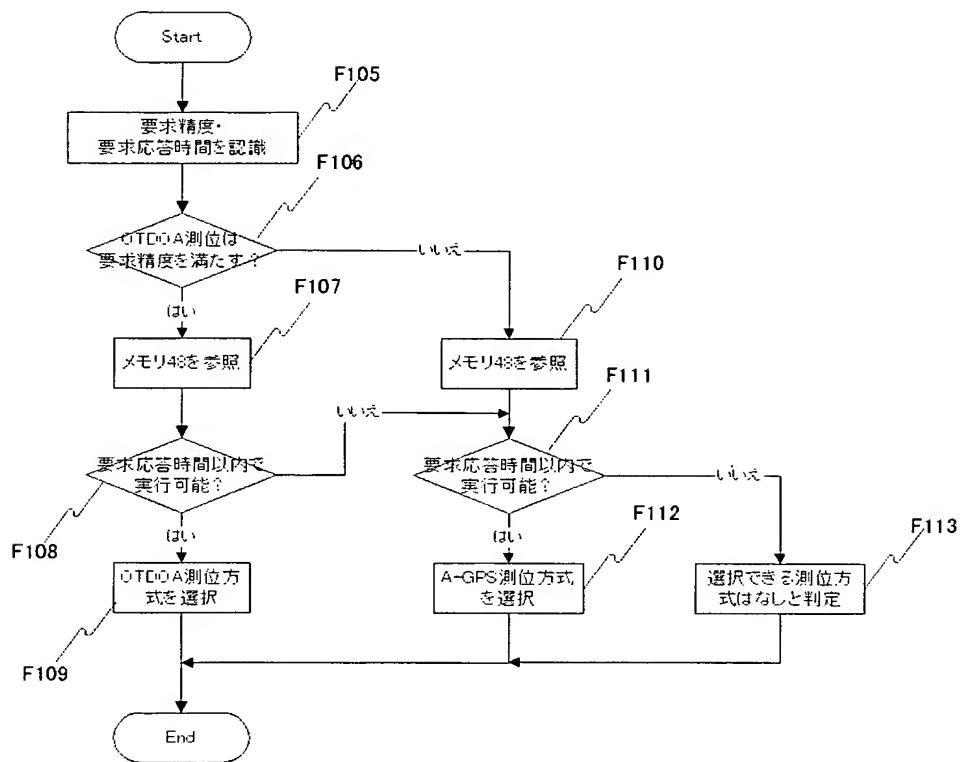 Start
F105
要求精度・
要求応答時間を認識
F106
OTDOA測位は
要求精度を満たす?
いいえ
はい
F107
F110
メモリ48を参照
メモリ48を参照
F111
いいえ
要求応答時間以内で
実行可能?
要求応答時間以内で
実行可能?
いいえ
F108
はい
はい
F112
F113
OTDOA測位方
式を選択
A-GPS測位方式
を選択
選択できる測位方
式はなしと判定
F109
End